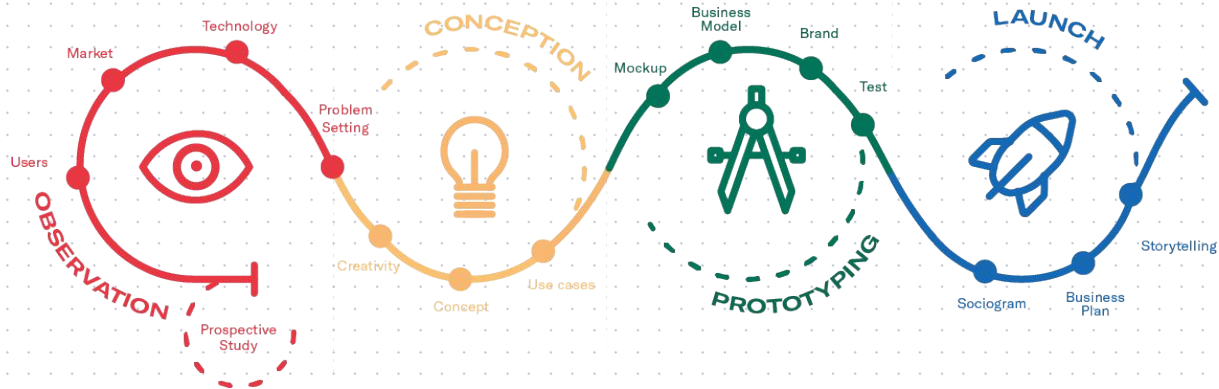 OBSERVATION
Prospective
Study
Users
Market
Technology
Problem
Setting
CONCEPTION
Creativity
Concept
Use cases
PROTOTYPING
Mockup
Business
Model
Brand
Test
LAUNCH
Sociogram
Business
Plan
Storytelling